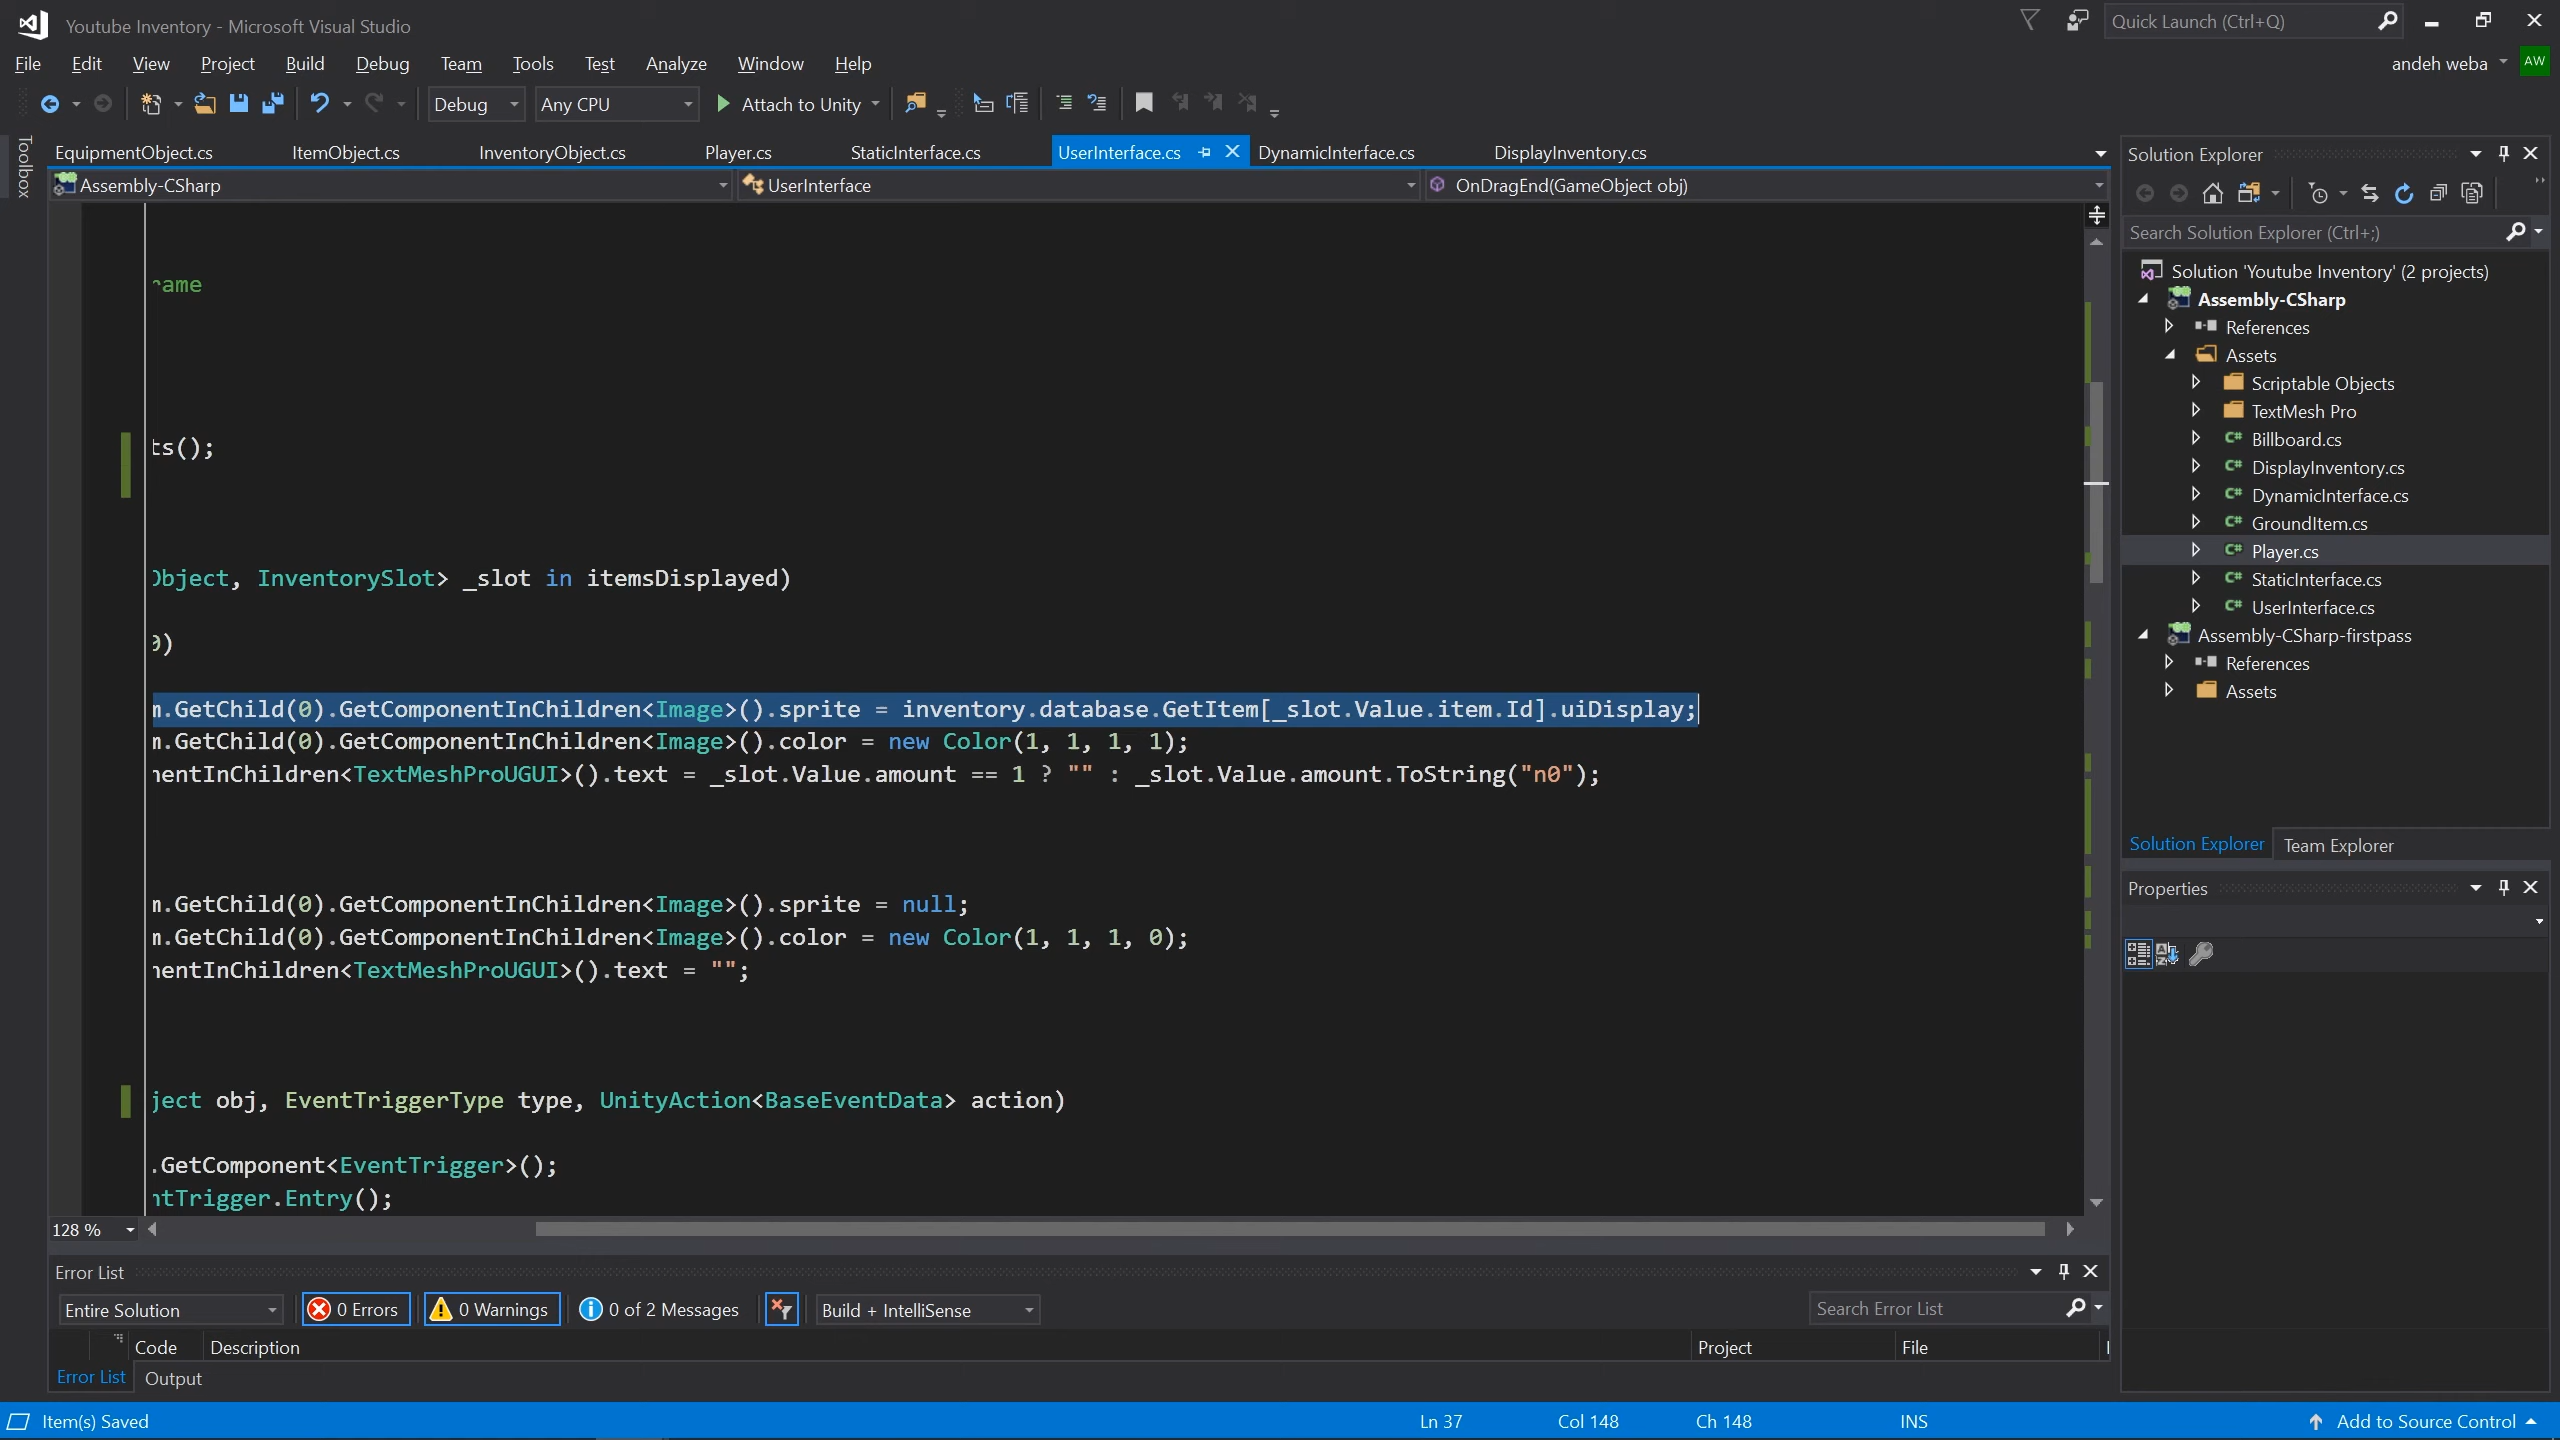 Youtube Inventory - Microsoft Visual Studio
Quick Launch (Ctrl+Q)
File Edit View Project Build Debug Team Tools Test Analyze Window Help
andeh weba AW
Debug Any CPU Attach to Unity
Toolbox
EquipmentObject.cs ItemObject.cs InventoryObject.cs Player.cs StaticInterface.cs UserInterface.cs DynamicInterface.cs DisplayInventory.cs
Assembly-CSharp UserInterface OnDragEnd(GameObject obj)
rame
ts();
Object, InventorySlot> _slot in itemsDisplayed)
0)
m.GetChild(0).GetComponentInChildren<Image>().sprite = inventory.database.GetItem[_slot.Value.item.Id].uiDisplay;
m.GetChild(0).GetComponentInChildren<Image>().color = new Color(1, 1, 1, 1);
nentInChildren<TextMeshProUGUI>().text = _slot.Value.amount == 1 ? "" : _slot.Value.amount.ToString("n0");
m.GetChild(0).GetComponentInChildren<Image>().sprite = null;
m.GetChild(0).GetComponentInChildren<Image>().color = new Color(1, 1, 1, 0);
nentInChildren<TextMeshProUGUI>().text = "";
ject obj, EventTriggerType type, UnityAction<BaseEventData> action)
.GetComponent<EventTrigger>();
ntTrigger.Entry();
128 %
Solution Explorer
Search Solution Explorer (Ctrl+;)
Solution 'Youtube Inventory' (2 projects)
Assembly-CSharp
References
Assets
Scriptable Objects
TextMesh Pro
C# Billboard.cs
C# DisplayInventory.cs
C# DynamicInterface.cs
C# GroundItem.cs
C# Player.cs
C# StaticInterface.cs
C# UserInterface.cs
Assembly-CSharp-firstpass
References
Assets
Solution Explorer Team Explorer
Properties
Error List
Entire Solution 0 Errors 0 Warnings 0 of 2 Messages Build + IntelliSense Search Error List
Code Description Project File
Error List Output
Item(s) Saved Ln 37 Col 148 Ch 148 INS Add to Source Control